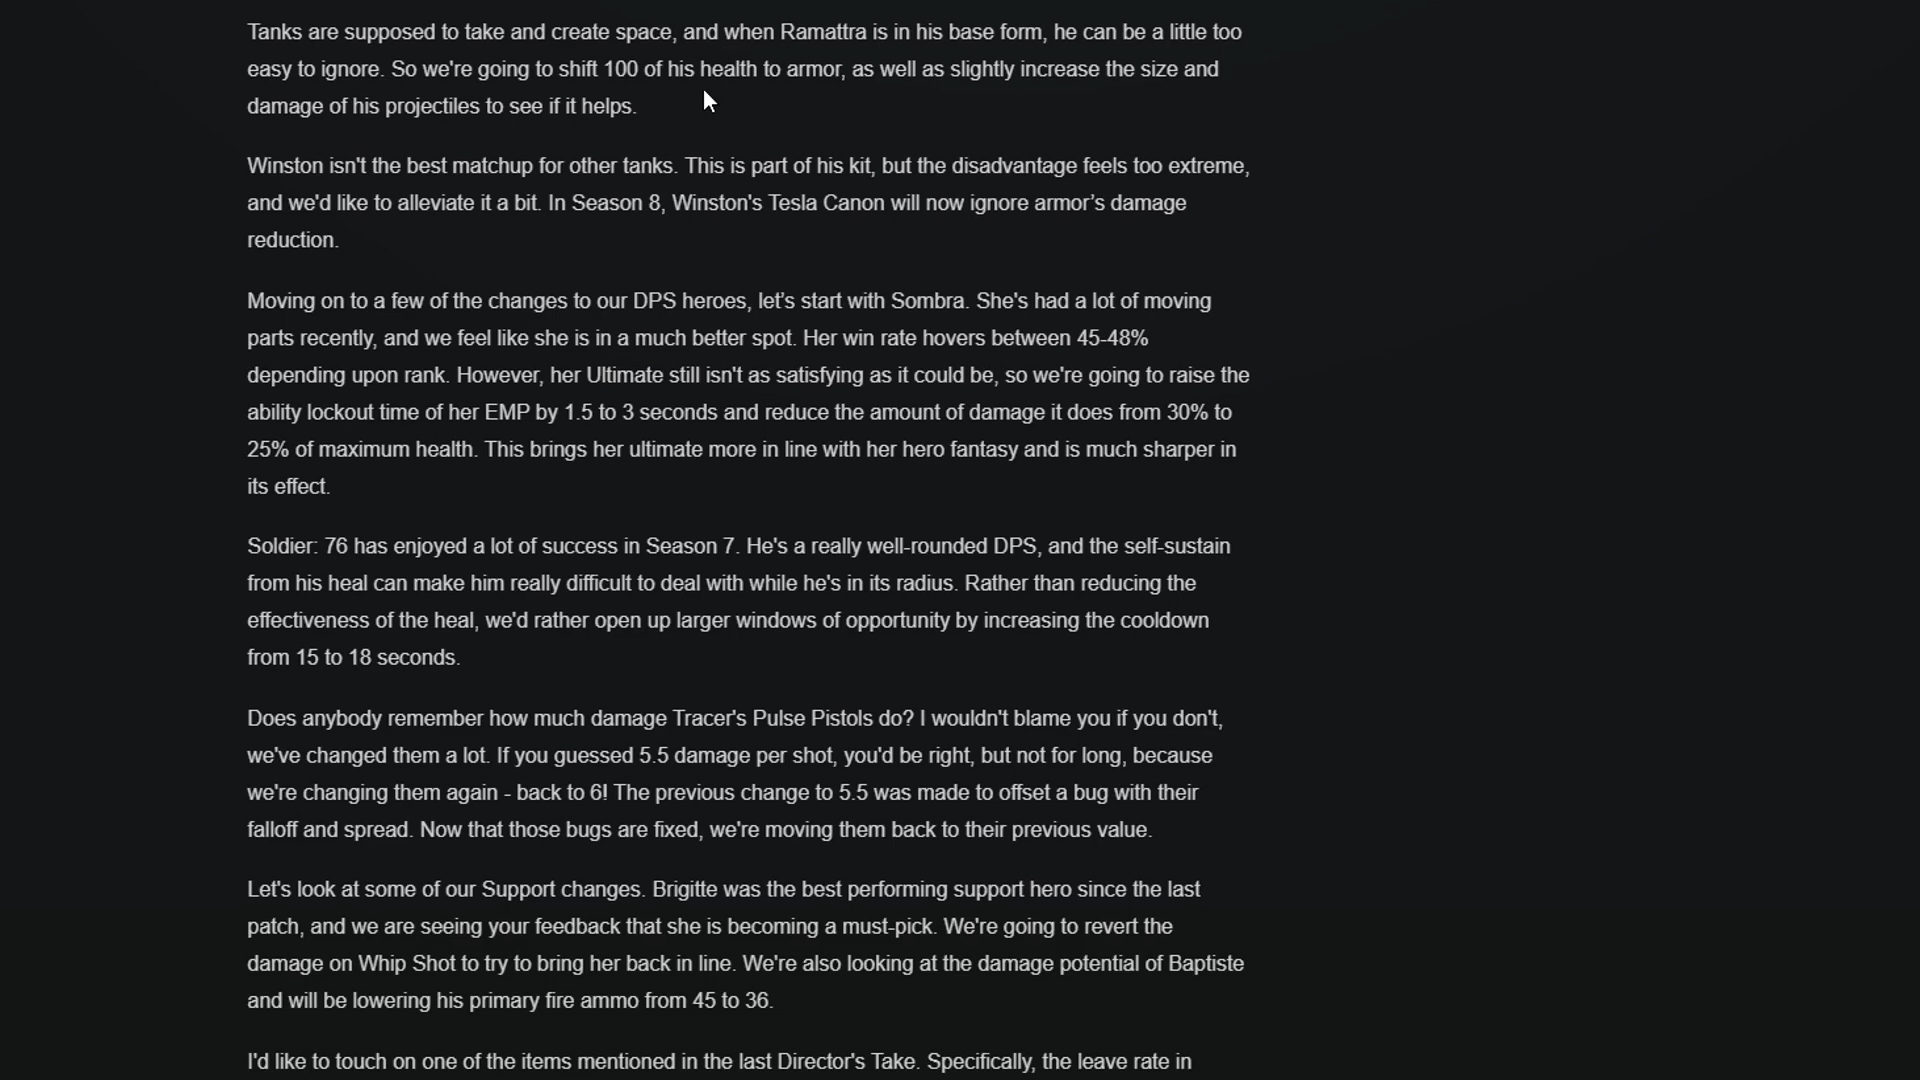 Tanks are supposed to take and create space, and when Ramattra is in his base form, he can be a little too
easy to ignore. So we're going to shift 100 of his health to armor, as well as slightly increase the size and
damage of his projectiles to see if it helps.
Winston isn't the best matchup for other tanks. This is part of his kit, but the disadvantage feels too extreme,
and we'd like to alleviate it a bit. In Season 8, Winston's Tesla Canon will now ignore armor’s damage
reduction.
Moving on to a few of the changes to our DPS heroes, let’s start with Sombra. She's had a lot of moving
parts recently, and we feel like she is in a much better spot. Her win rate hovers between 45-48%
depending upon rank. However, her Ultimate still isn't as satisfying as it could be, so we're going to raise the
ability lockout time of her EMP by 1.5 to 3 seconds and reduce the amount of damage it does from 30% to
25% of maximum health. This brings her ultimate more in line with her hero fantasy and is much sharper in
its effect.
Soldier: 76 has enjoyed a lot of success in Season 7. He's a really well-rounded DPS, and the self-sustain
from his heal can make him really difficult to deal with while he's in its radius. Rather than reducing the
effectiveness of the heal, we'd rather open up larger windows of opportunity by increasing the cooldown
from 15 to 18 seconds.
Does anybody remember how much damage Tracer's Pulse Pistols do? I wouldn't blame you if you don't,
we've changed them a lot. If you guessed 5.5 damage per shot, you'd be right, but not for long, because
we're changing them again - back to 6! The previous change to 5.5 was made to offset a bug with their
falloff and spread. Now that those bugs are fixed, we're moving them back to their previous value.
Let's look at some of our Support changes. Brigitte was the best performing support hero since the last
patch, and we are seeing your feedback that she is becoming a must-pick. We're going to revert the
damage on Whip Shot to try to bring her back in line. We're also looking at the damage potential of Baptiste
and will be lowering his primary fire ammo from 45 to 36.
I'd like to touch on one of the items mentioned in the last Director's Take. Specifically, the leave rate in